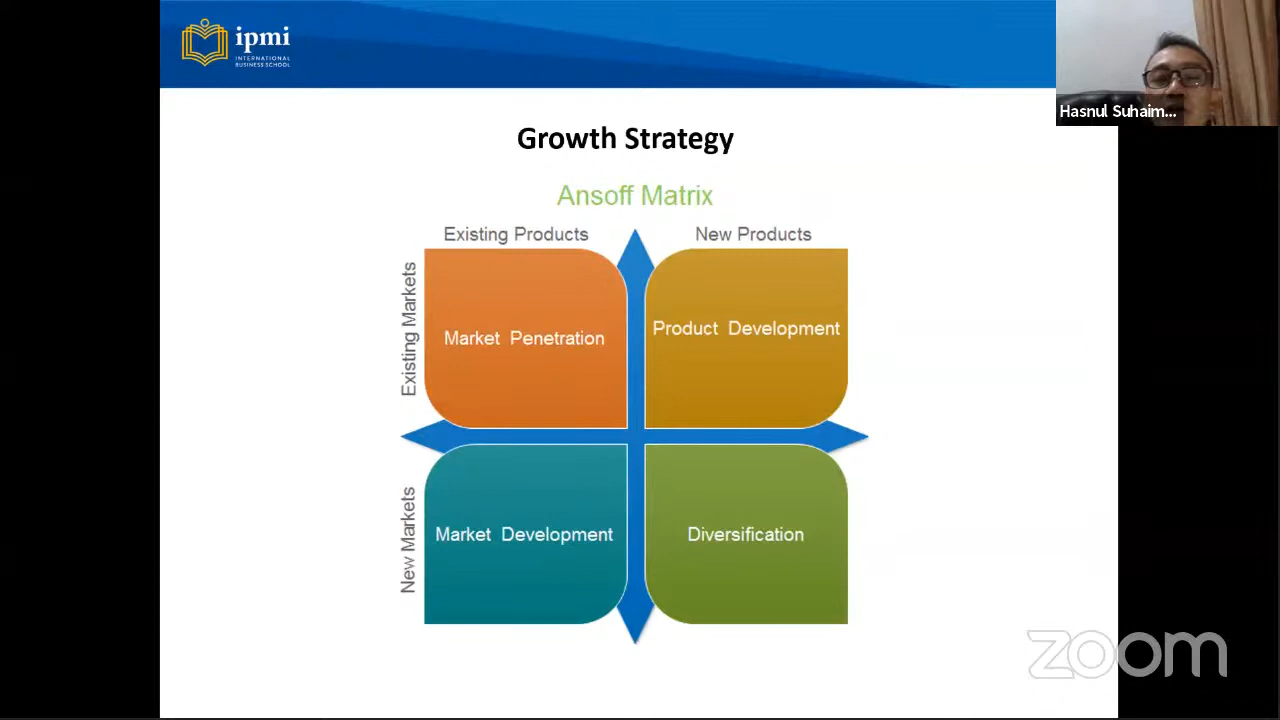 ipmi
INTERNATIONAL
BUSINESS SCHOOL
Hasnul Suhaim...
Growth Strategy
Ansoff Matrix
Existing Products
New Products
Existing Markets
Market Penetration
Product Development
New Markets
Market Development
Diversification
zoom